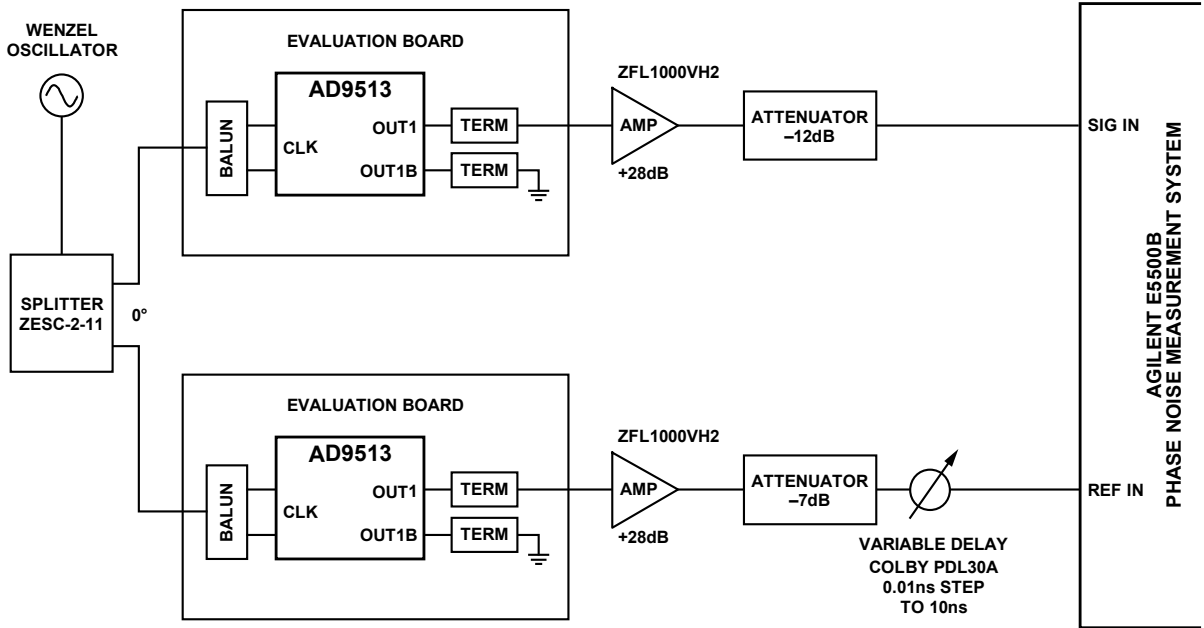 WENZEL
OSCILLATOR
SPLITTER
ZESC-2-11
0°
EVALUATION BOARD
BALUN
AD9513
CLK
OUT1
OUT1B
TERM
TERM
ZFL1000VH2
AMP
+28dB
ATTENUATOR
–12dB
SIG IN
EVALUATION BOARD
BALUN
AD9513
CLK
OUT1
OUT1B
TERM
TERM
ZFL1000VH2
AMP
+28dB
ATTENUATOR
–7dB
VARIABLE DELAY
COLBY PDL30A
0.01ns STEP
TO 10ns
REF IN
AGILENT E5500B
PHASE NOISE MEASUREMENT SYSTEM